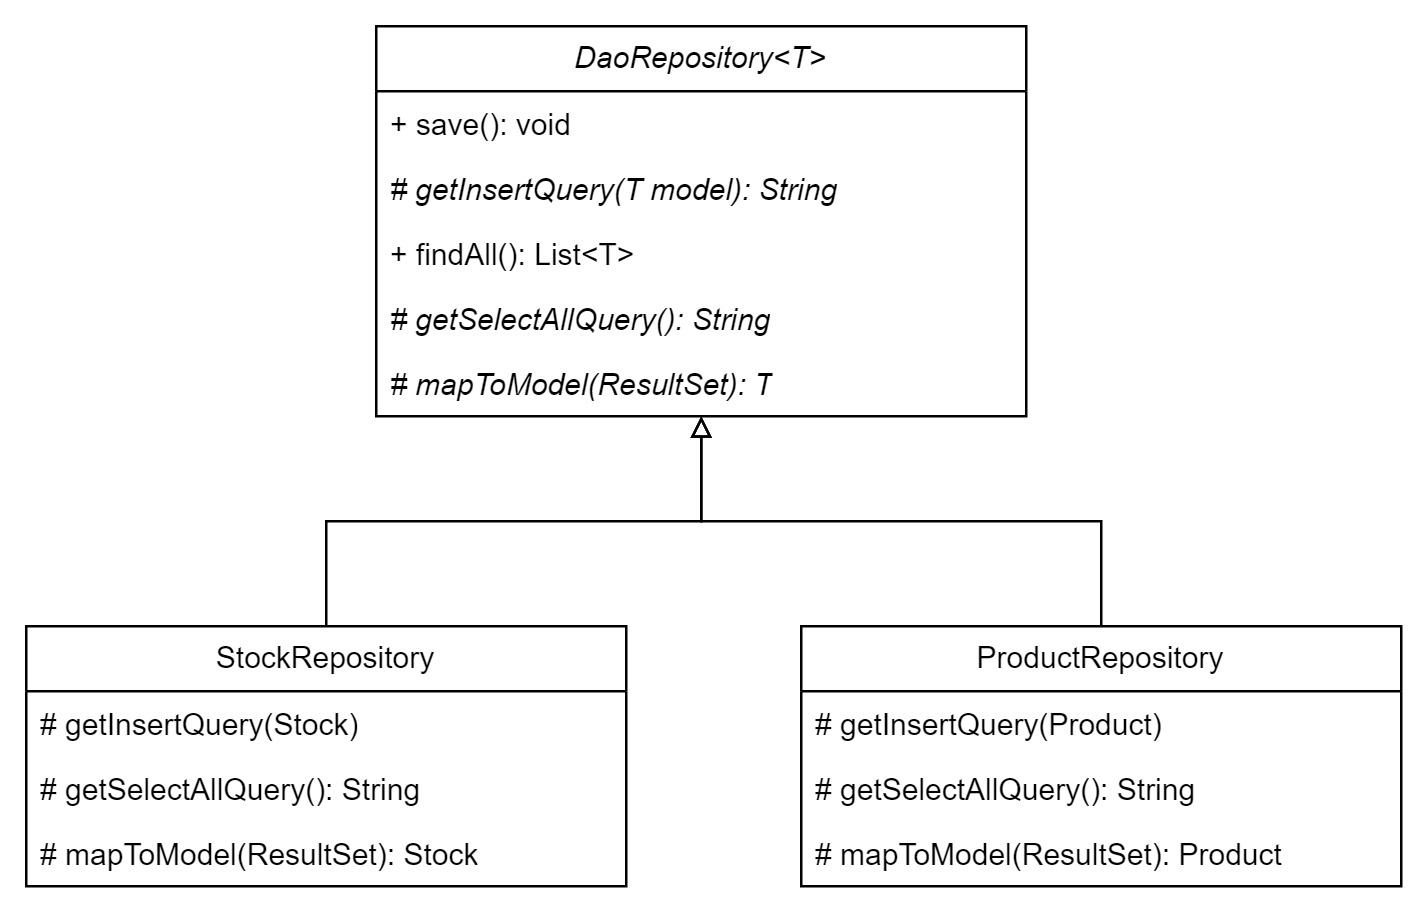 DaoRepository<T>
+ save(): void
# getInsertQuery(T model): String
+ findAll(): List<T>
# getSelectAllQuery(): String
# mapToModel(ResultSet): T
StockRepository
# getInsertQuery(Stock)
# getSelectAllQuery(): String
# mapToModel(ResultSet): Stock
ProductRepository
# getInsertQuery(Product)
# getSelectAllQuery(): String
# mapToModel(ResultSet): Product